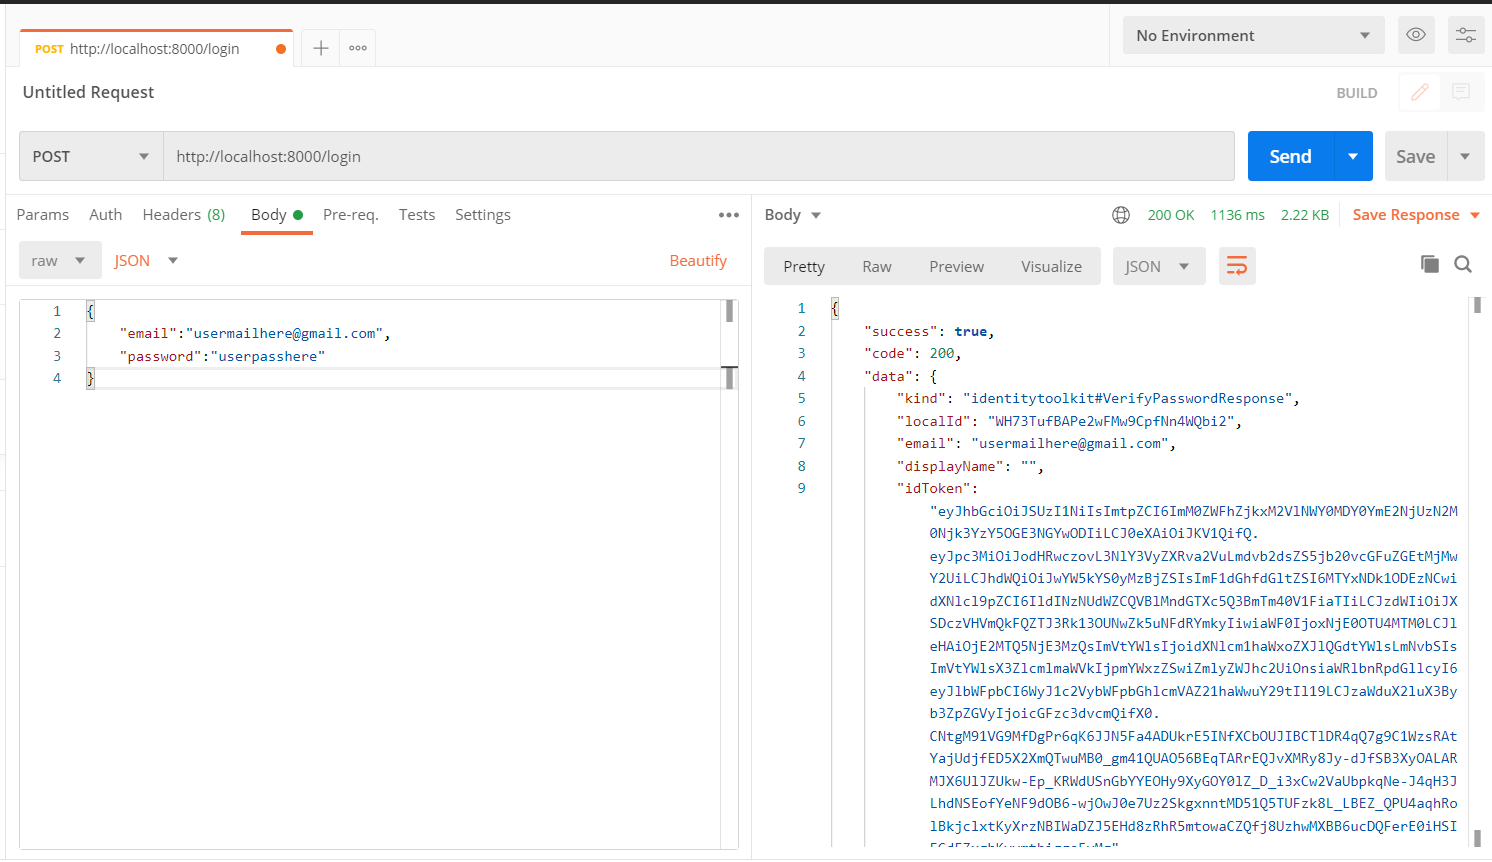 POST http://localhost:8000/login
No Environment
Untitled Request
BUILD
POST http://localhost:8000/login Send Save
Params Auth Headers (8) Body Pre-req. Tests Settings
raw JSON Beautify
1 {
2 "email":"usermailhere@gmail.com",
3 "password":"userpasshere"
4 }
Body 200 OK 1136 ms 2.22 KB Save Response
Pretty Raw Preview Visualize JSON
1 {
2 "success": true,
3 "code": 200,
4 "data": {
5 "kind": "identitytoolkit#VerifyPasswordResponse",
6 "localId": "WH73TufBAPe2wFMw9CpfNn4WQbi2",
7 "email": "usermailhere@gmail.com",
8 "displayName": "",
9 "idToken":
"eyJhbGciOiJSUzI1NiIsImtpZCI6ImM0ZWFhZjkxM2VlNWY0MDY0YmE2NjUzN2M
0Njk3YzY5OGE3NGYwODIiLCJ0eXAiOiJKV1QifQ.
eyJpc3MiOiJodHRwczovL3NlY3VyZXRva2VuLmdvb2dsZS5jb20vcGFuZGEtMjMw
Y2UiLCJhdWQiOiJwYW5kYS0yMzBjZSIsImF1dGhfdGltZSI6MTYxNDk1ODEzNCwi
dXNlcl9pZCI6IldINzNUdWZCQVBlMndGTXc5Q3BmTm40V1FiaTIiLCJzdWIiOiJX
SDczVHVmQkFQZTJ3Rk13OUNwZk5uNFdRYmkyIiwiaWF0IjoxNjE0OTU4MTM0LCJl
eHAiOjE2MTQ5NjE3MzQsImVtYWlsIjoidXNlcm1haWxoZXJlQGdtYWlsLmNvbSIs
ImVtYWlsX3ZlcmlmaWVkIjpmYWxzZSwiZmlyZWJhc2UiOnsiaWRlbnRpdGllcyI6
eyJlbWFpbCI6WyJ1c2VybWFpbGhlcmVAZ21haWwuY29tIl19LCJzaWduX2luX3By
b3ZpZGVyIjoicGFzc3dvcmQifX0.
CNtgM91VG9MfDgPr6qK6JJN5Fa4ADUkrE5INfXCbOUJIBCTlDR4qQ7g9C1WzsRAt
YajUdjfED5X2XmQTwuMB0_gm41QUAO56BEqTARrEQJvXMRy8Jy-dJfSB3XyOALAR
MJX6UlJZUkw-Ep_KRWdUSnGbYYEOHy9XyGOY0lZ_D_i3xCw2VaUbpkqNe-J4qH3J
LhdNSEofYeNF9dOB6-wjOwJ0e7Uz2SkgxnntMD51Q5TUFzk8L_LBEZ_QPU4aqhRo
lBkjclxtKyXrzNBIWaDZJ5EHd8zRhR5mtowaCZQfj8UzhwMXBB6ucDQFerE0iHSI